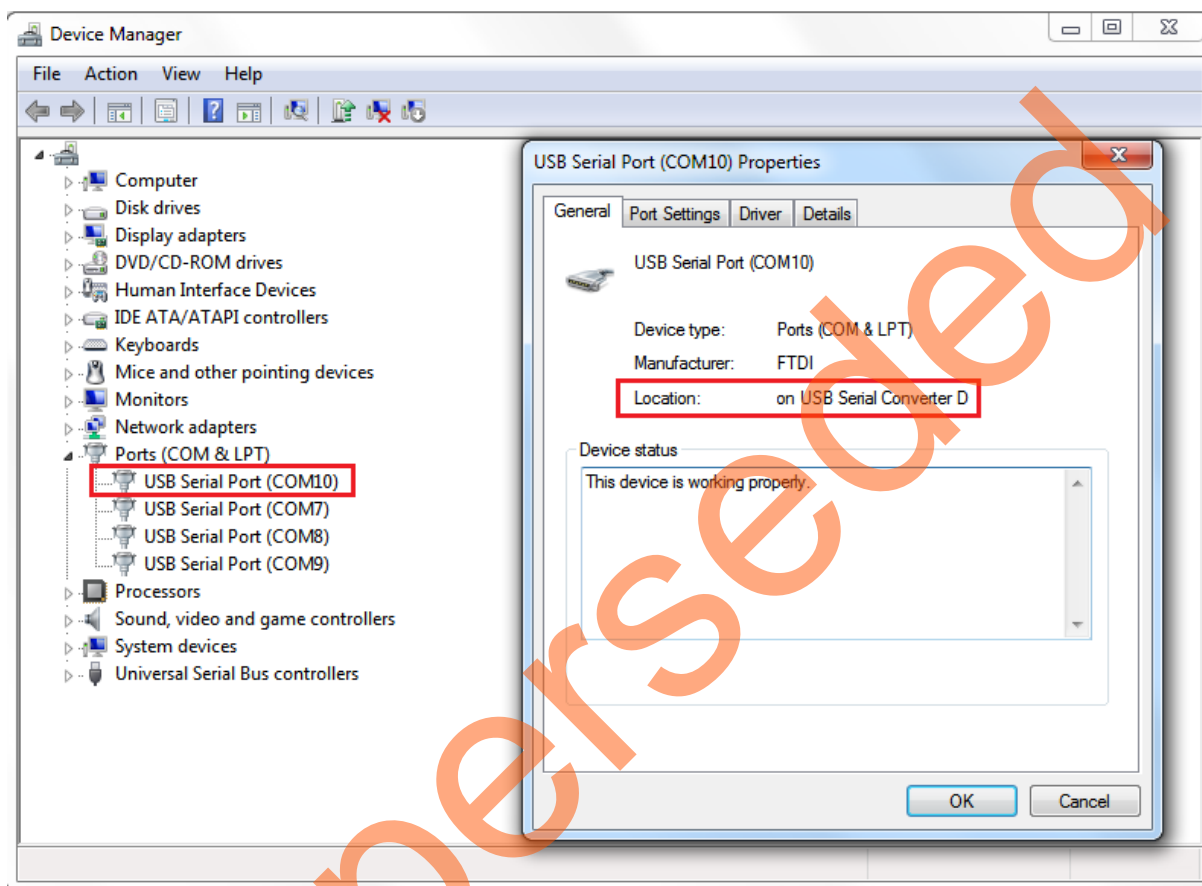 Device Manager
File Action View Help
Computer
Disk drives
Display adapters
DVD/CD-ROM drives
Human Interface Devices
IDE ATA/ATAPI controllers
Keyboards
Mice and other pointing devices
Monitors
Network adapters
Ports (COM & LPT)
USB Serial Port (COM10)
USB Serial Port (COM7)
USB Serial Port (COM8)
USB Serial Port (COM9)
Processors
Sound, video and game controllers
System devices
Universal Serial Bus controllers
USB Serial Port (COM10) Properties
General Port Settings Driver Details
USB Serial Port (COM10)
Device type: Ports (COM & LPT)
Manufacturer: FTDI
Location: on USB Serial Converter D
Device status
This device is working properly.
OK Cancel
perseded